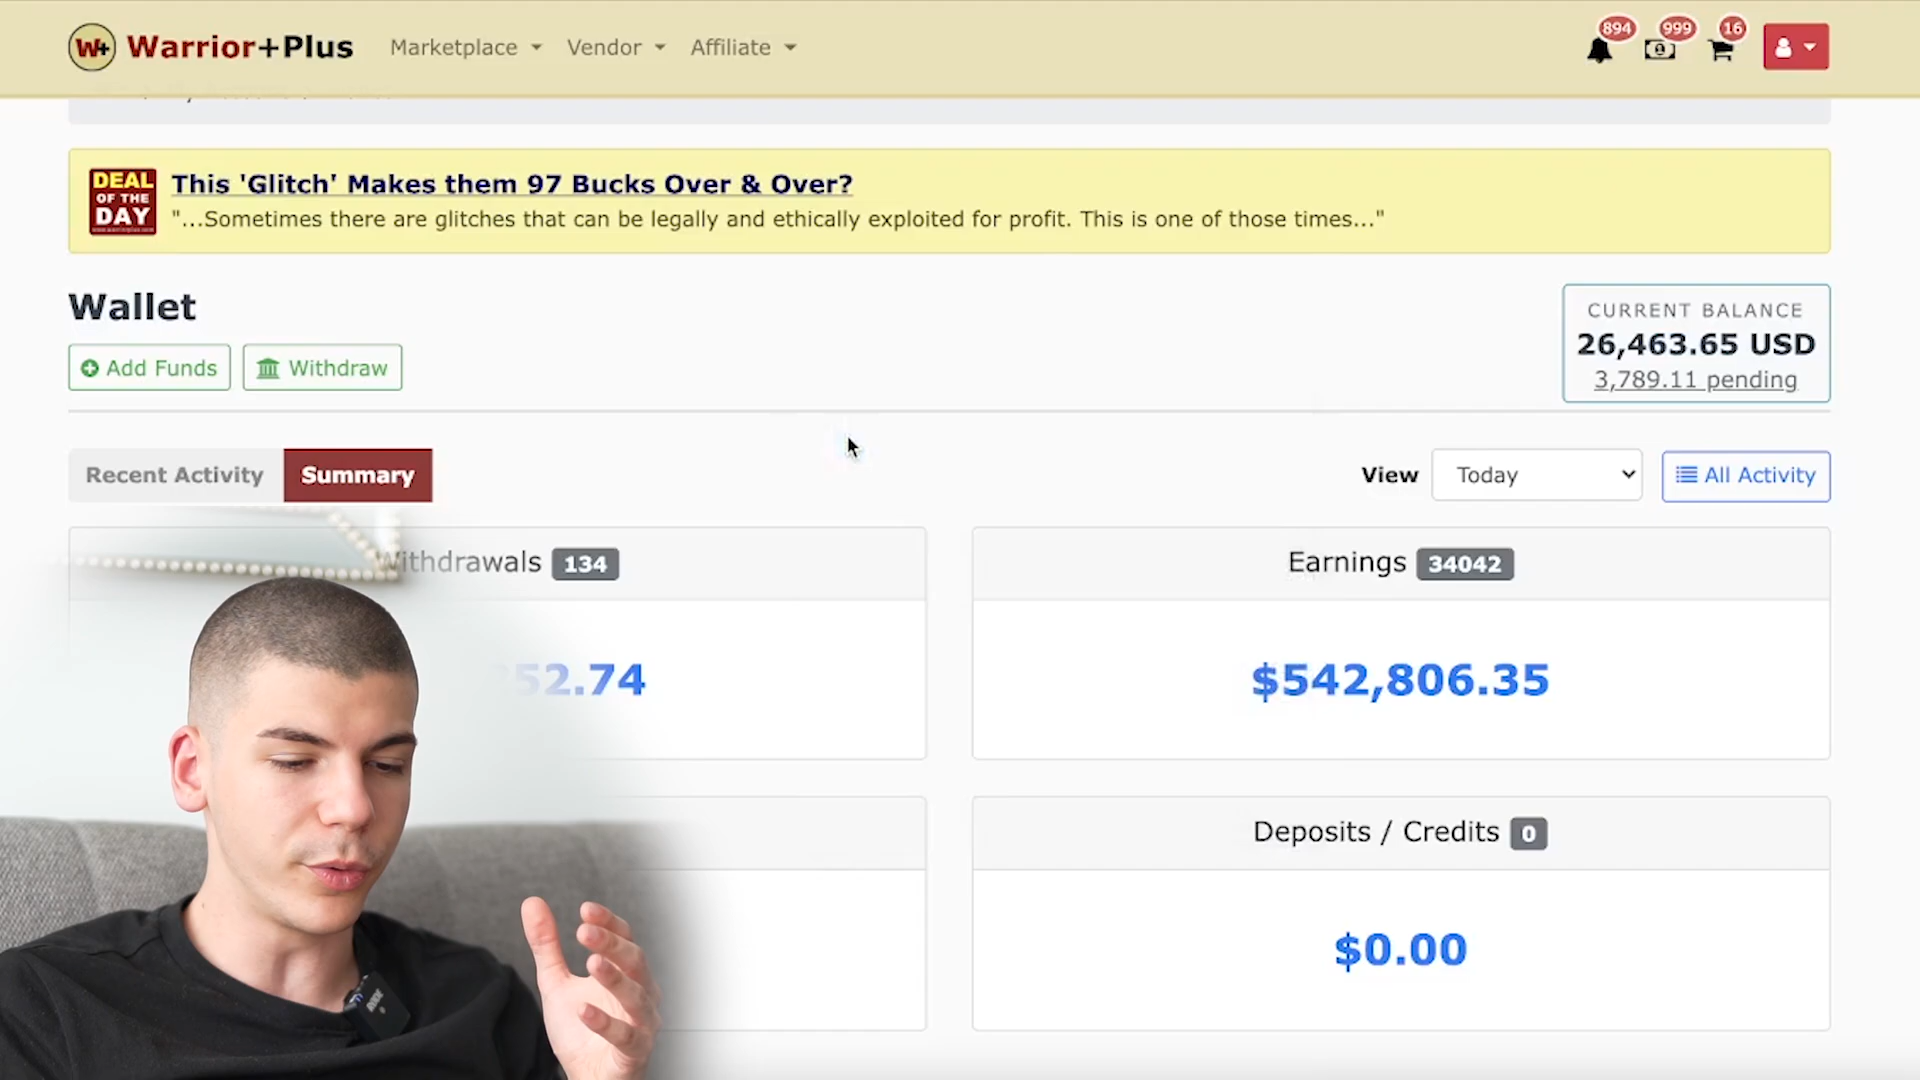 W+ Warrior+Plus Marketplace Vendor Affiliate 894 999 16
DEAL OF THE DAY
This 'Glitch' Makes them 97 Bucks Over & Over?
"...Sometimes there are glitches that can be legally and ethically exploited for profit. This is one of those times..."
Wallet
Add Funds Withdraw
CURRENT BALANCE
26,463.65 USD
3,789.11 pending
Recent Activity Summary
View Today All Activity
Withdrawals 134
52.74
Earnings 34042
$542,806.35
Deposits / Credits 0
$0.00